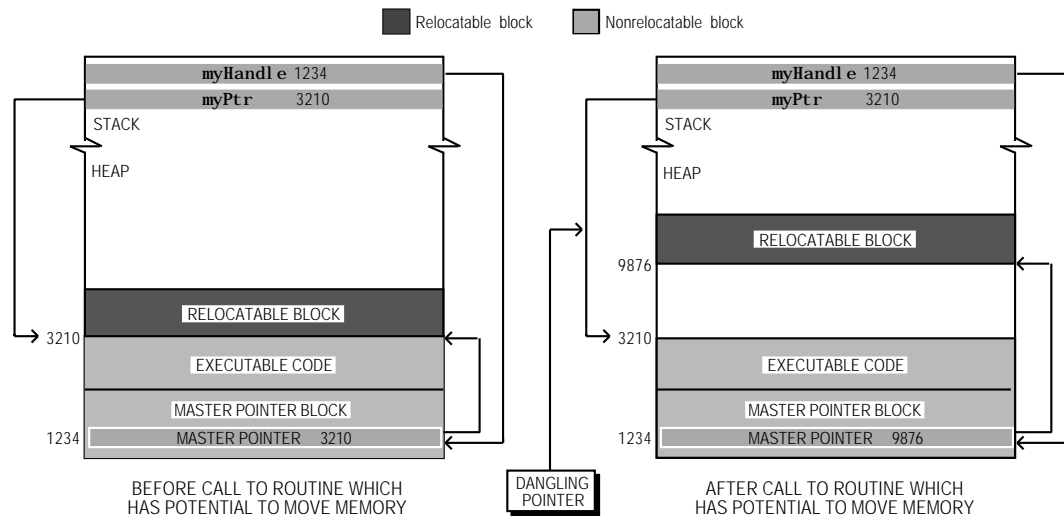 Relocatable block
Nonrelocatable block
myHandle 1234
myPtr 3210
STACK
HEAP
RELOCATABLE BLOCK
3210
EXECUTABLE CODE
MASTER POINTER BLOCK
1234
MASTER POINTER 3210
BEFORE CALL TO ROUTINE WHICH
HAS POTENTIAL TO MOVE MEMORY
DANGLING
POINTER
myHandle 1234
myPtr 3210
STACK
HEAP
RELOCATABLE BLOCK
9876
3210
EXECUTABLE CODE
MASTER POINTER BLOCK
1234
MASTER POINTER 9876
AFTER CALL TO ROUTINE WHICH
HAS POTENTIAL TO MOVE MEMORY